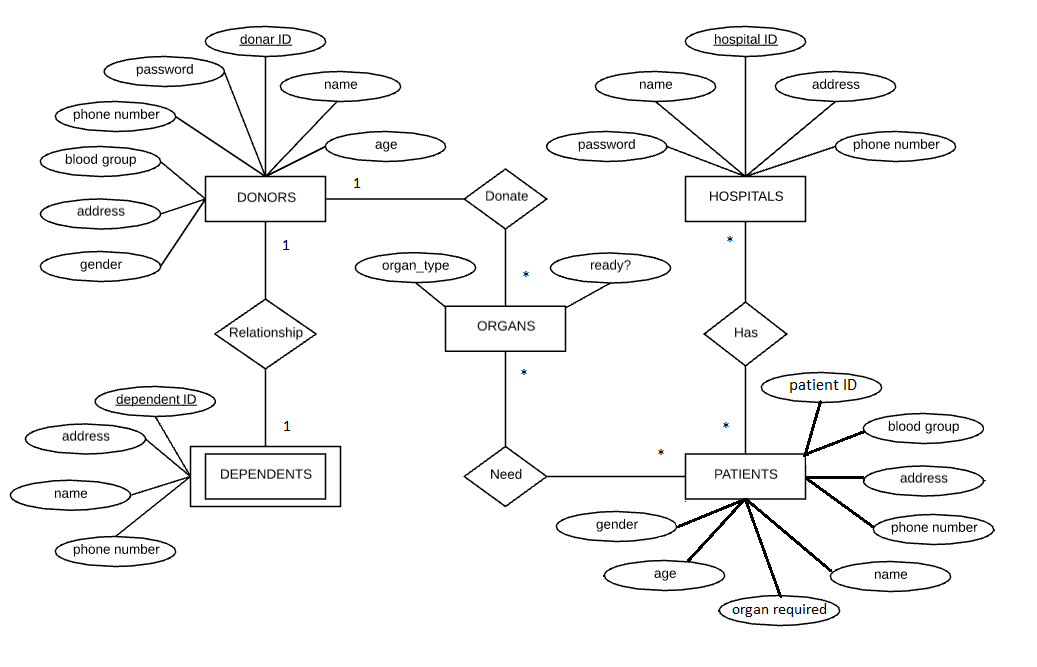 donar ID
hospital ID
password
name
name
address
phone number
age
password
phone number
blood group
DONORS
1
Donate
HOSPITALS
address
1
*
gender
organ_type
*
ready?
ORGANS
Relationship
Has
*
dependent ID
patient ID
address
1
*
*
blood group
name
DEPENDENTS
Need
PATIENTS
address
phone number
gender
phone number
age
name
organ required